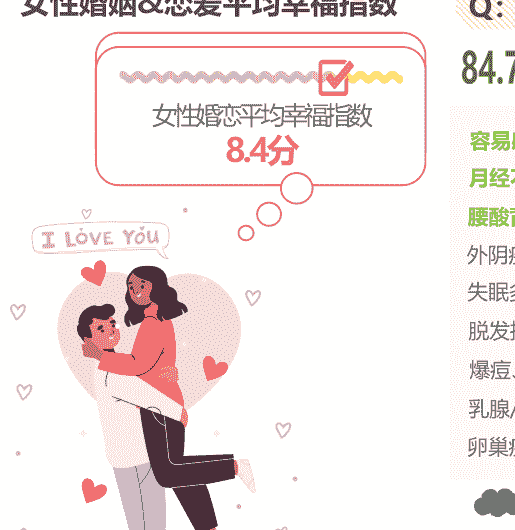 女性婚姻&恋爱平均幸福指数
女性婚恋平均幸福指数
8.4分
I LOVE YOU
Q:
84.7
容易
月经
腰酸
外阴
失眠
脱发
爆痘、
乳腺
卵巢